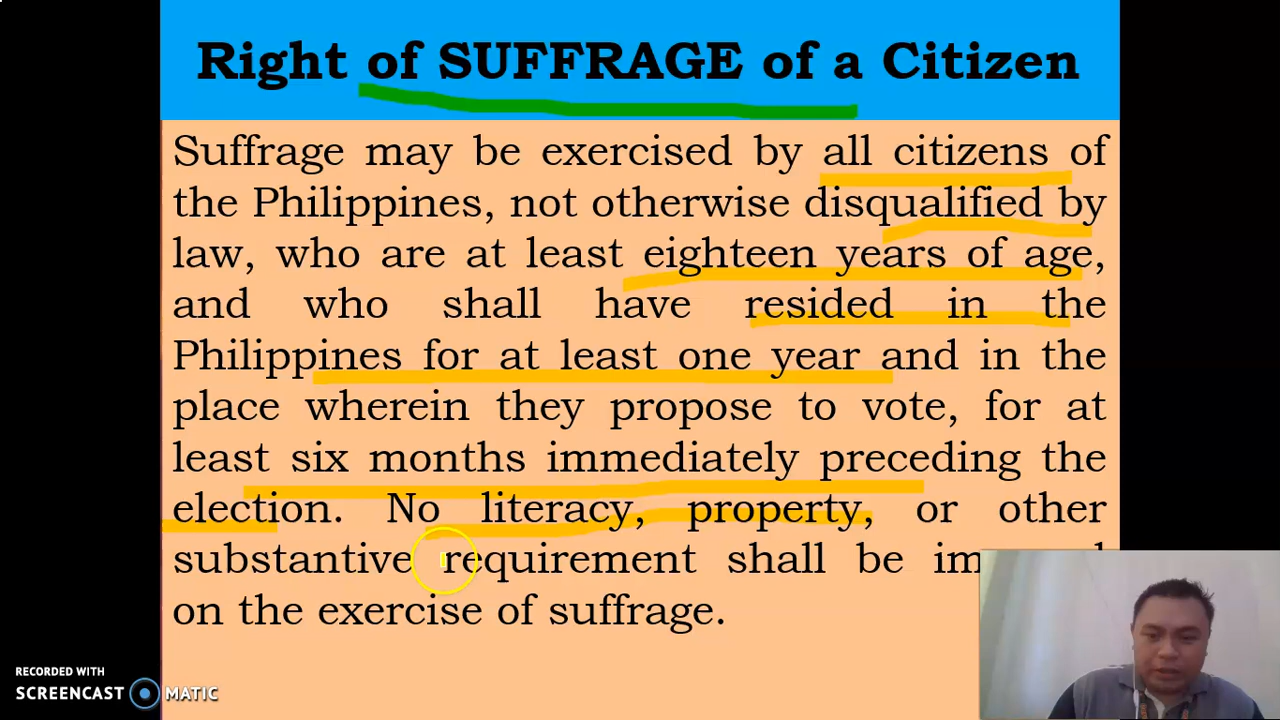 Right of SUFFRAGE of a Citizen
Suffrage may be exercised by all citizens of
the Philippines, not otherwise disqualified by
law, who are at least eighteen years of age,
and who shall have resided in the
Philippines for at least one year and in the
place wherein they propose to vote, for at
least six months immediately preceding the
election. No literacy, property, or other
substantive requirement shall be
on the exercise of suffrage.
RECORDED WITH
SCREENCAST MATIC